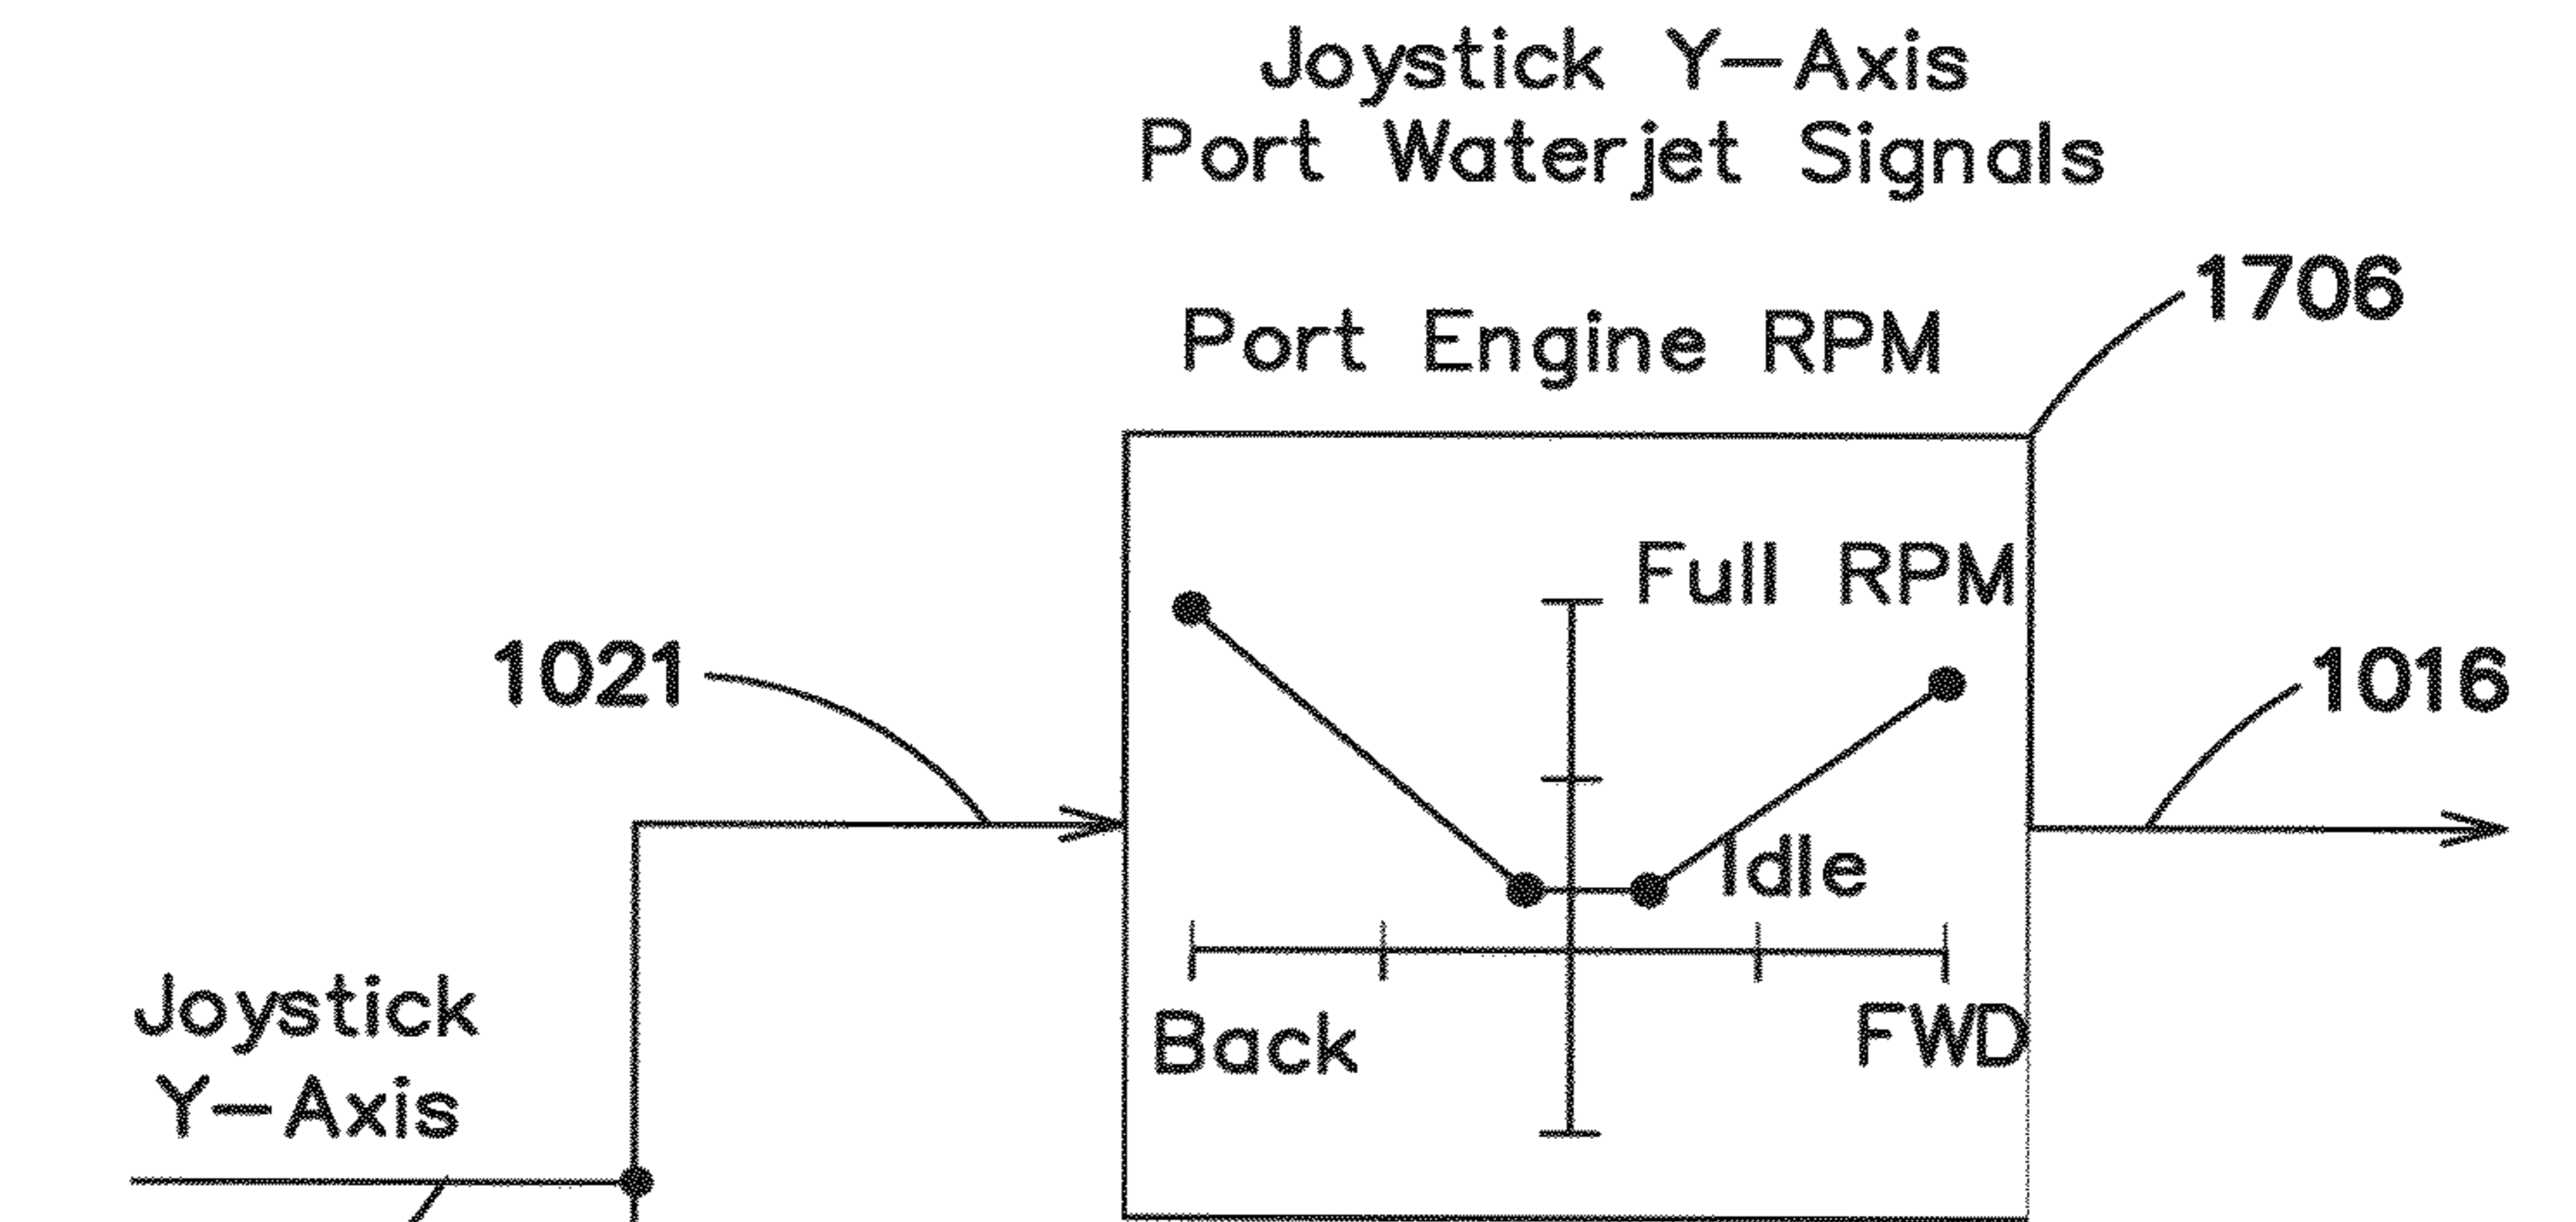 Joystick Y-Axis
Port Waterjet Signals
Port Engine RPM
1706
Full RPM
1021
1016
Idle
Back
FWD
Joystick
Y-Axis